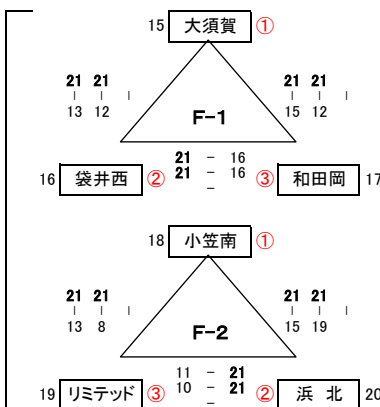 15 大須賀 ①
21 21 21 21
| | | | | |
13 12 15 12
F-1
21 - 16
16 袋井西 ② 21 - 16 ③ 和田岡 17
-
18 小笠南 ①
21 21 21 21
| | | | | |
13 8 15 19
F-2
11 - 21
19 リミテッド ③ 10 - 21 ② 浜 北 20
-